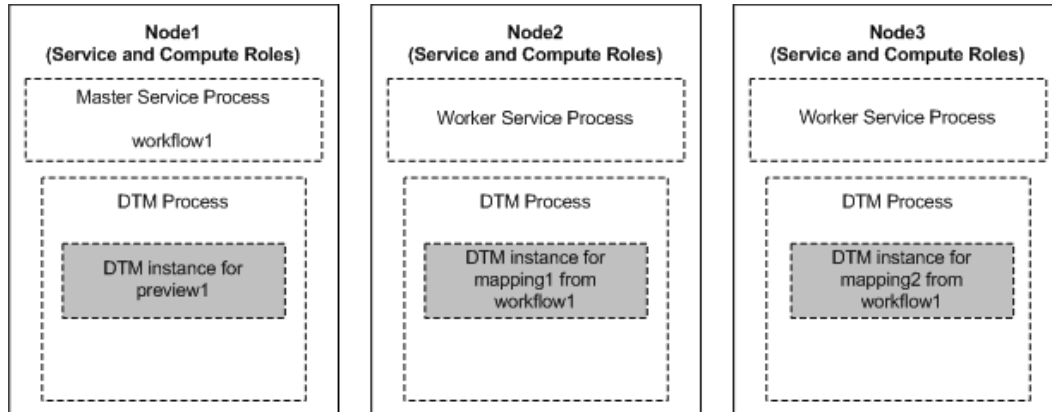 Node1
(Service and Compute Roles)
Master Service Process
workflow1
DTM Process
DTM instance for
preview1
Node2
(Service and Compute Roles)
Worker Service Process
DTM Process
DTM instance for
mapping1 from
workflow1
Node3
(Service and Compute Roles)
Worker Service Process
DTM Process
DTM instance for
mapping2 from
workflow1